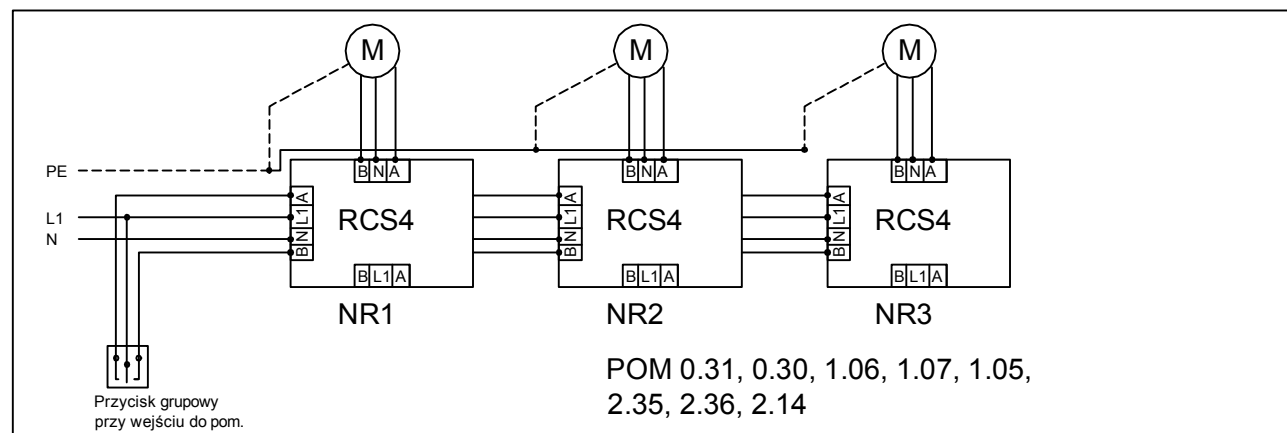 M M M
PE
B N A B N A B N A
A A A
L1 L1 L1
L1 RCS4 RCS4 RCS4
N N N
N
B B B
B L1 A B L1 A B L1 A
NR1 NR2 NR3
POM 0.31, 0.30, 1.06, 1.07, 1.05,
2.35, 2.36, 2.14
Przycisk grupowy
przy wejściu do pom.